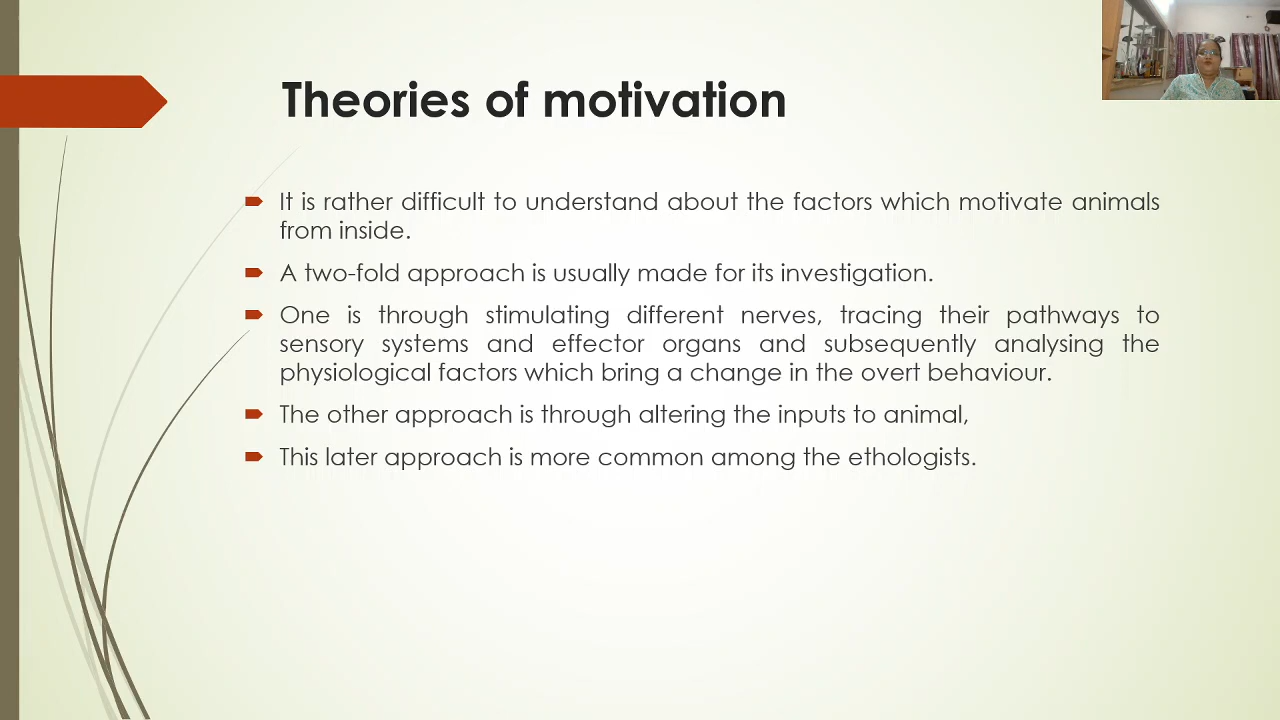 Theories of motivation
It is rather difficult to understand about the factors which motivate animals
from inside.
A two-fold approach is usually made for its investigation.
One is through stimulating different nerves, tracing their pathways to
sensory systems and effector organs and subsequently analysing the
physiological factors which bring a change in the overt behaviour.
The other approach is through altering the inputs to animal,
This later approach is more common among the ethologists.